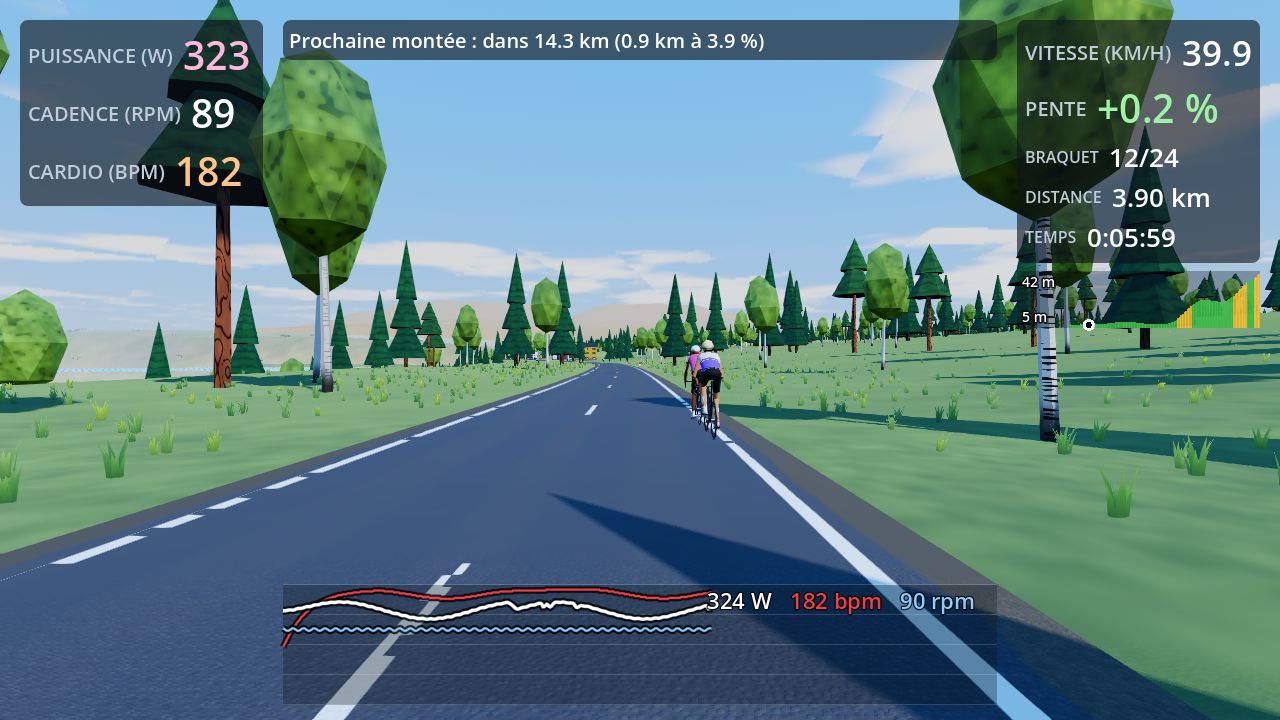 PUISSANCE (W) 323
CADENCE (RPM) 89
CARDIO (BPM) 182
Prochaine montée : dans 14.3 km (0.9 km à 3.9 %)
VITESSE (KM/H) 39.9
PENTE +0.2 %
BRAQUET 12/24
DISTANCE 3.90 km
TEMPS 0:05:59
42 m
5 m
324 W 182 bpm 90 rpm